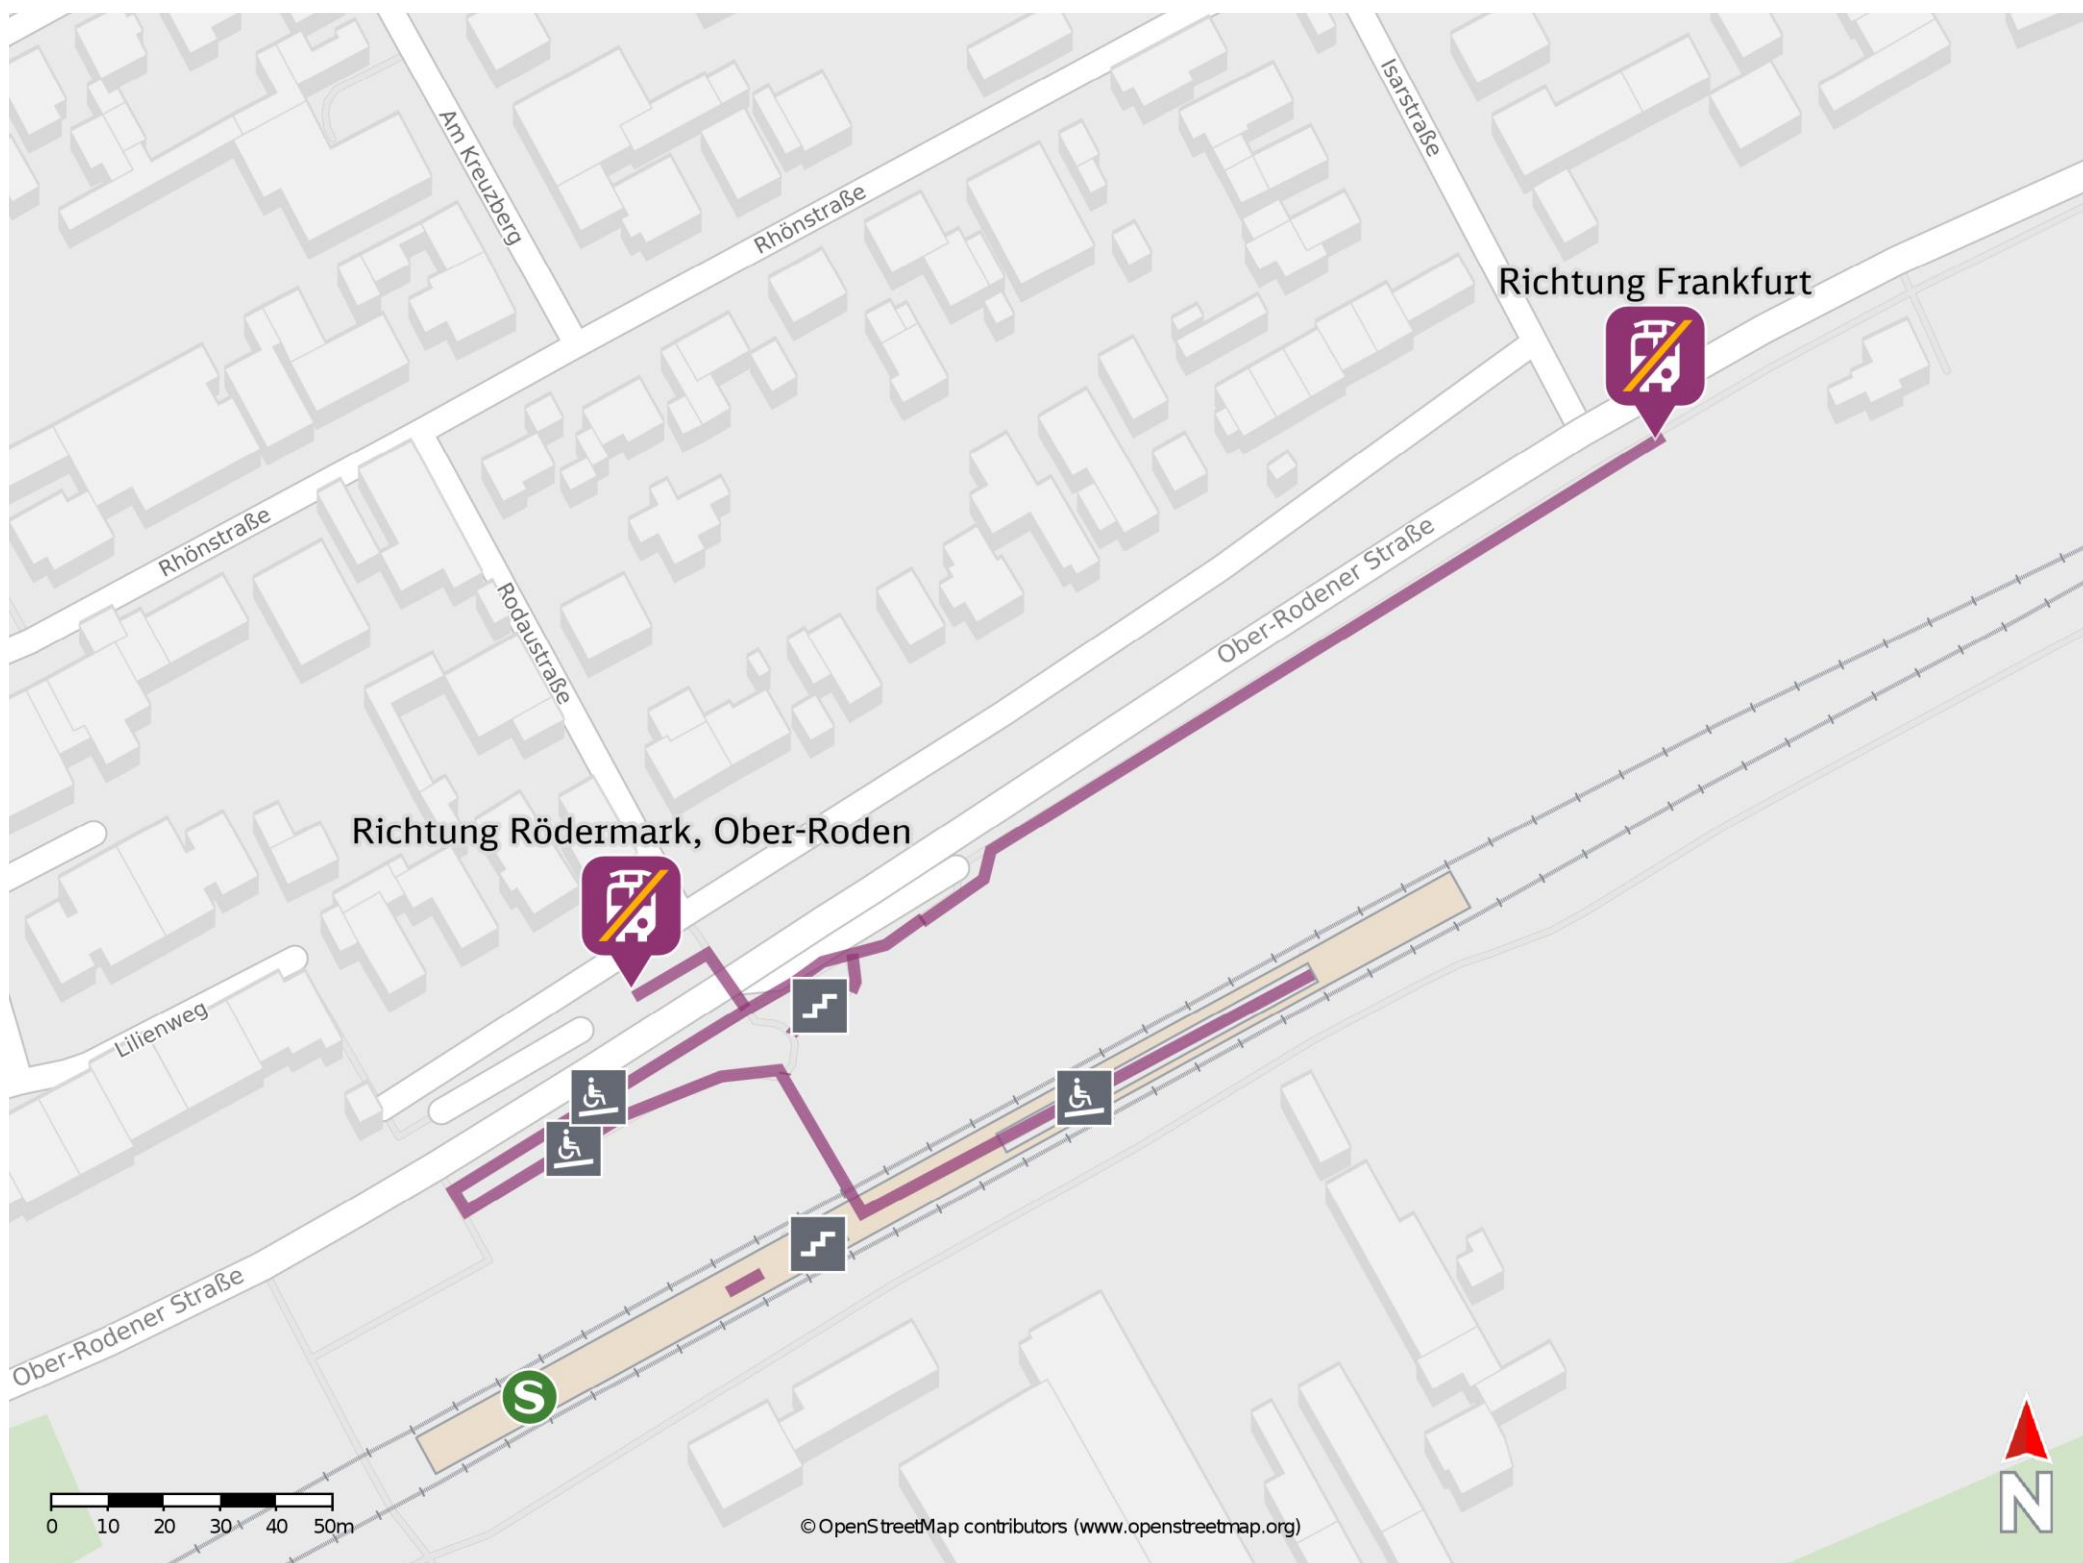 Am Kreuzberg
Isarstraße
Rhönstraße
Richtung Frankfurt
Rhönstraße
Ober-Rodener Straße
Rodaustraße
Richtung Rödermark, Ober-Roden
Lilienweg
Ober-Rodener Straße
S
0 10 20 30 40 50m
© OpenStreetMap contributors (www.openstreetmap.org)
N